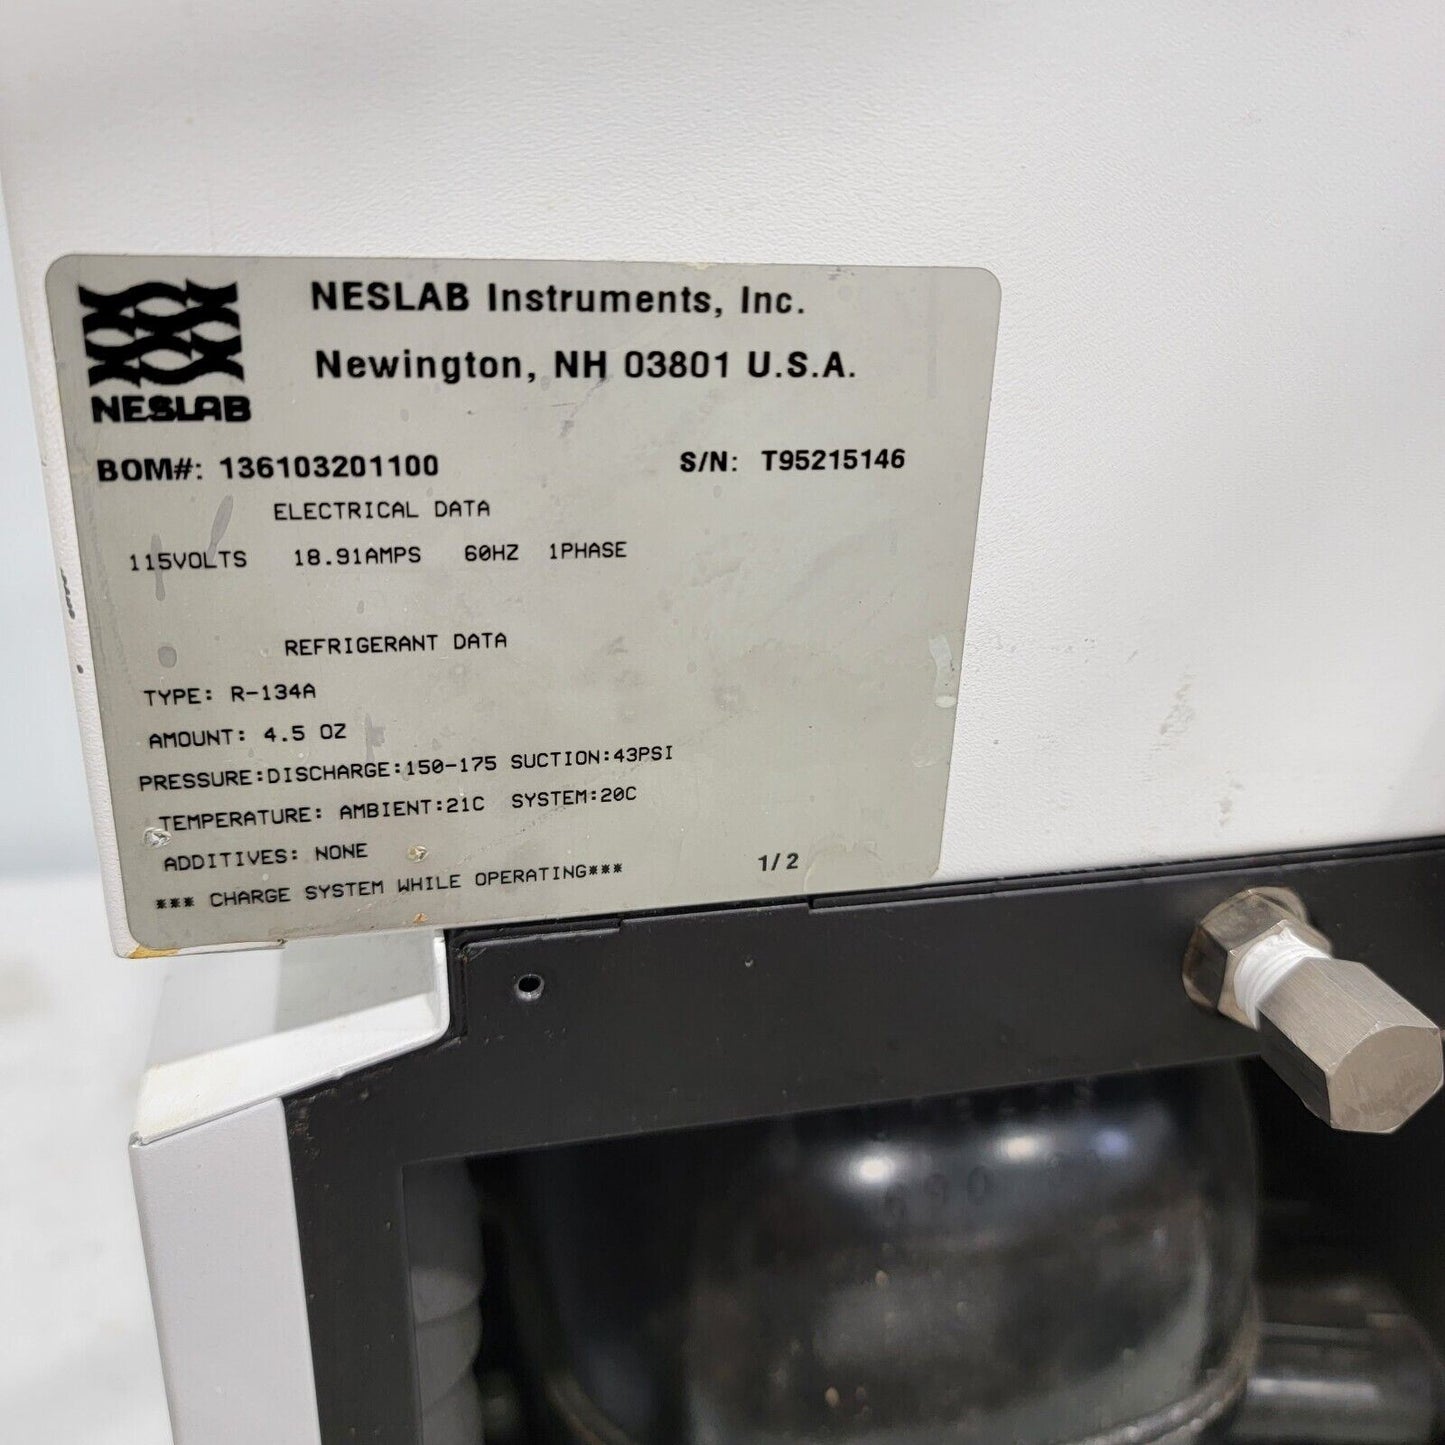 NESLAB Instruments, Inc.
Newington, NH 03801 U.S.A.
NESLAB
BOM#: 136103201100 S/N: T95215146
ELECTRICAL DATA
115VOLTS 18.91AMPS 60HZ 1PHASE
REFRIGERANT DATA
TYPE: R-134A
AMOUNT: 4.5 OZ
PRESSURE:DISCHARGE:150-175 SUCTION:43PSI
TEMPERATURE: AMBIENT:21C SYSTEM:20C
ADDITIVES: NONE
*** CHARGE SYSTEM WHILE OPERATING***
1/2